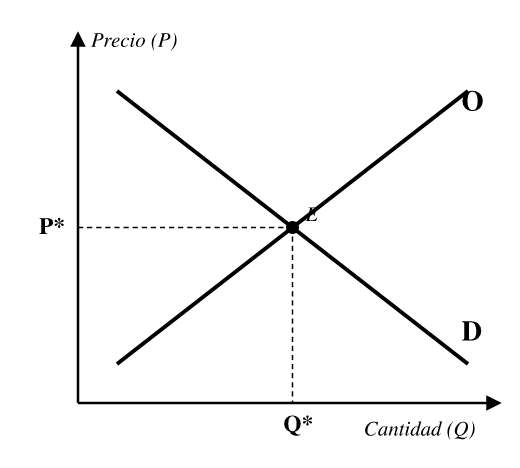 Precio (P)
O
E
P*
D
Q*
Cantidad (Q)